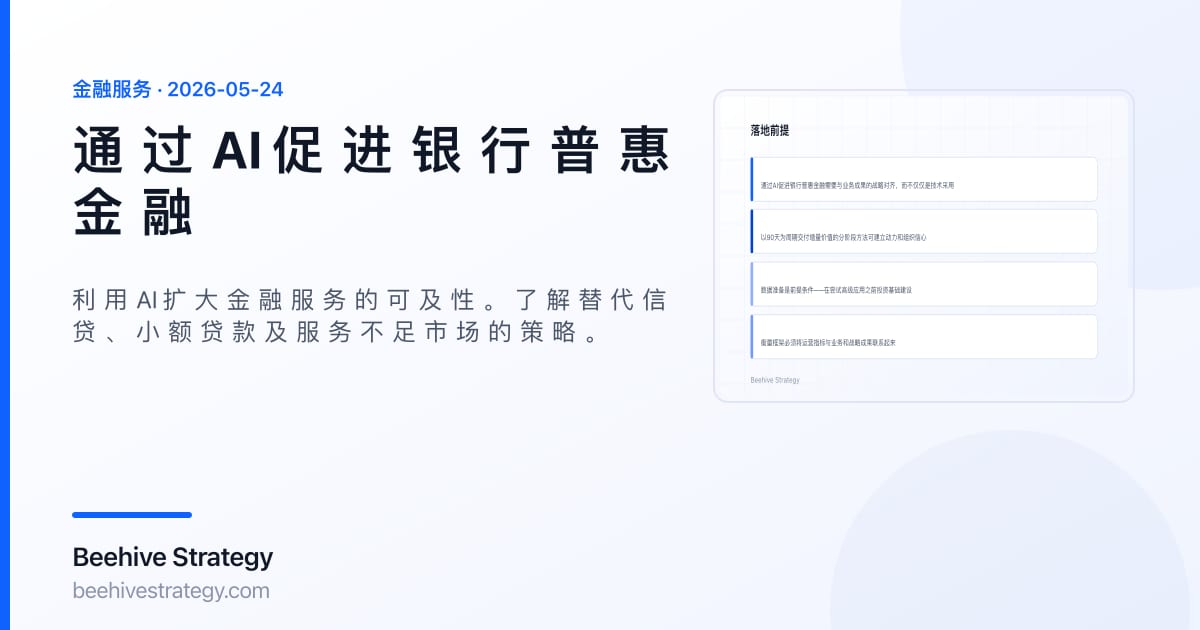 金融服务 · 2026-05-24
通过AI促进银行普惠
金融
利用AI扩大金融服务的可及性。了解替代信
贷、小额贷款及服务不足市场的策略。
落地前提
通过AI促进银行普惠金融需要与业务成果的战略对齐，而不仅仅是技术采用
以90天为周期交付增量价值的分阶段方法可建立动力和组织信心
数据准备是前提条件——在尝试高级应用之前投资基础建设
衡量框架必须将运营指标与业务和战略成果联系起来
Beehive Strategy
Beehive Strategy
beehivestrategy.com